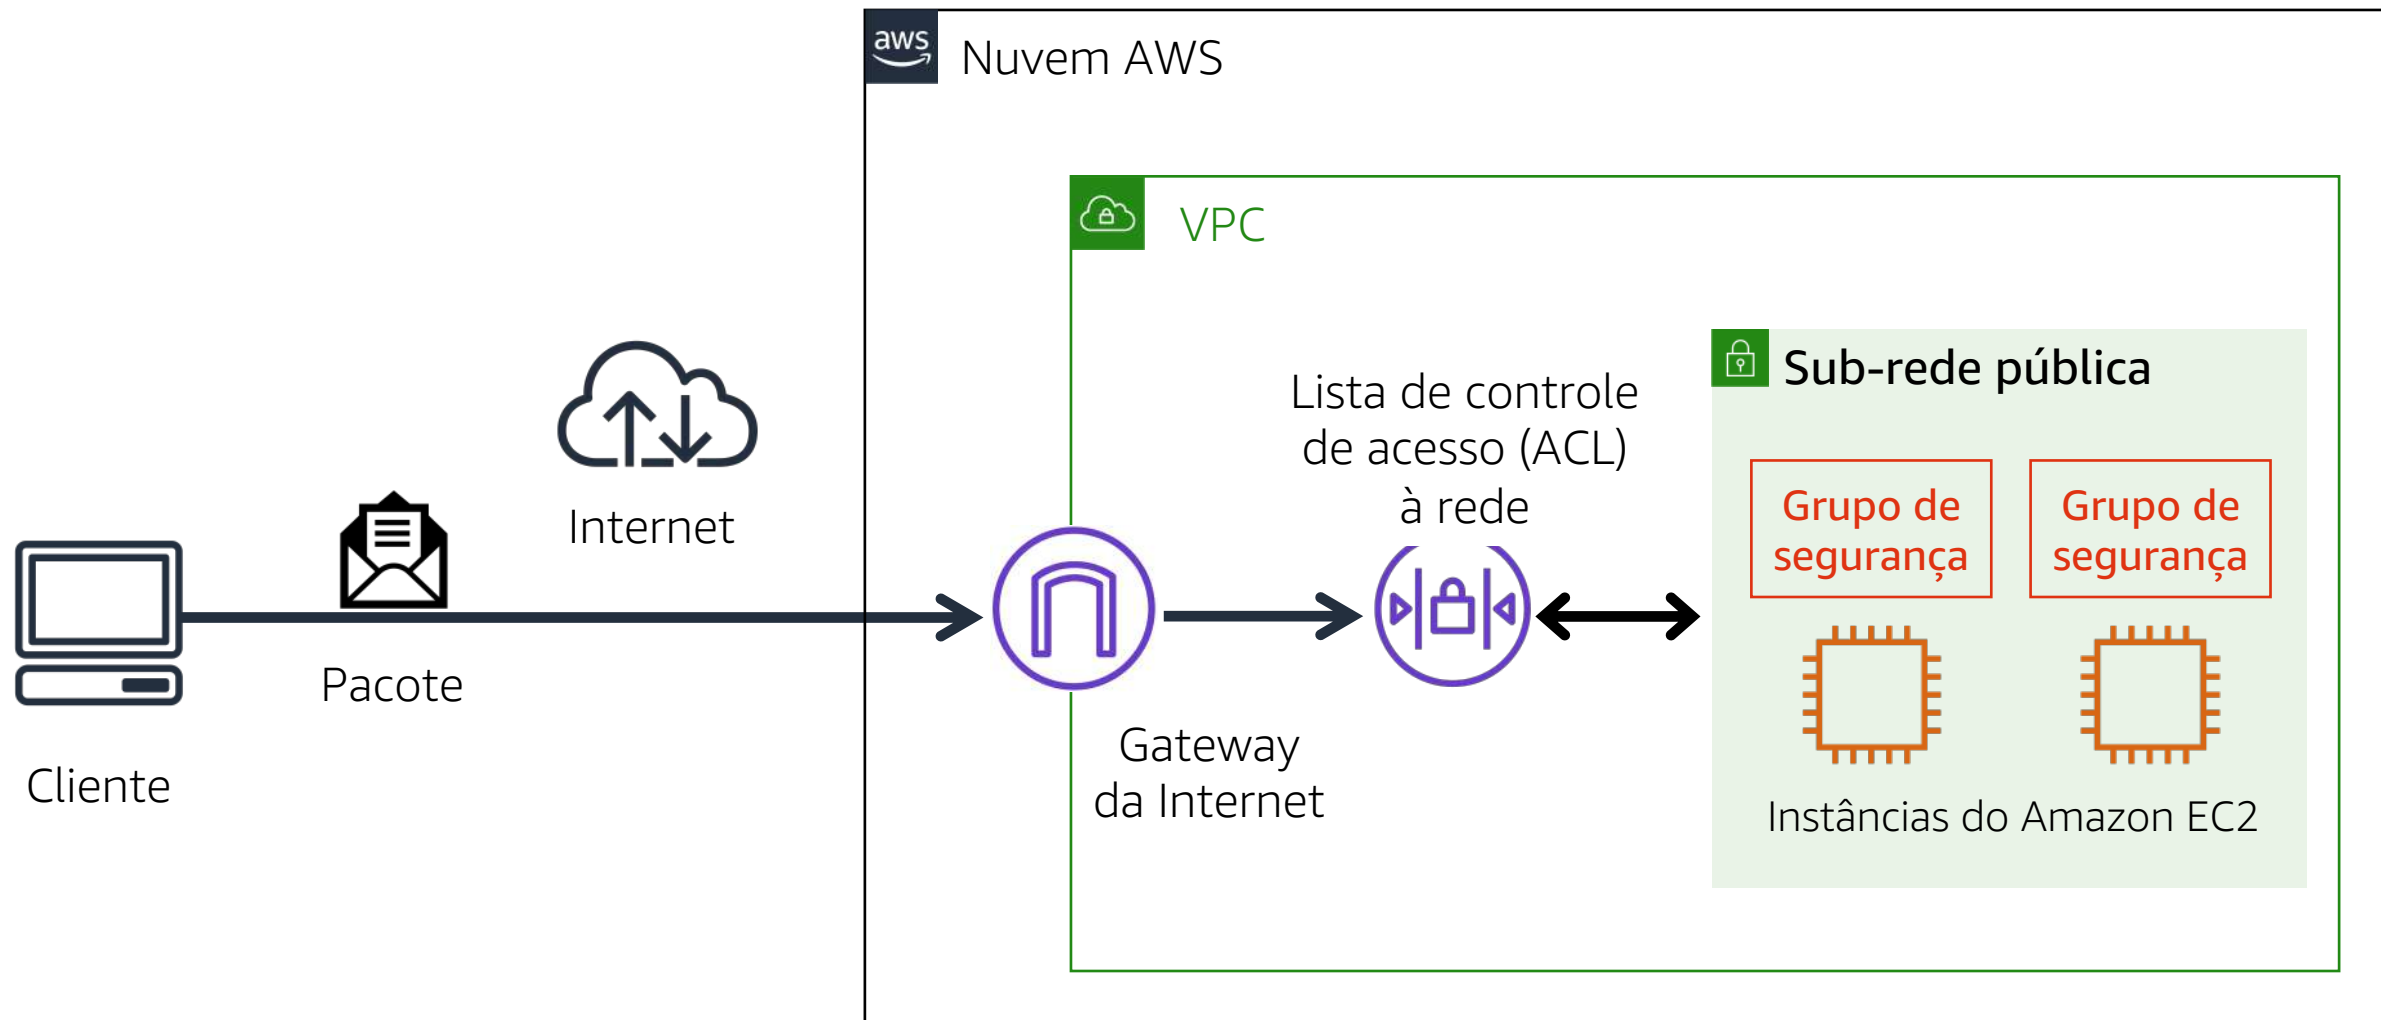 aws
Nuvem AWS
VPC
Sub-rede pública
Lista de controle
de acesso (ACL)
à rede
Grupo de
segurança
Grupo de
segurança
Internet
Pacote
Cliente
Gateway
da Internet
Instâncias do Amazon EC2